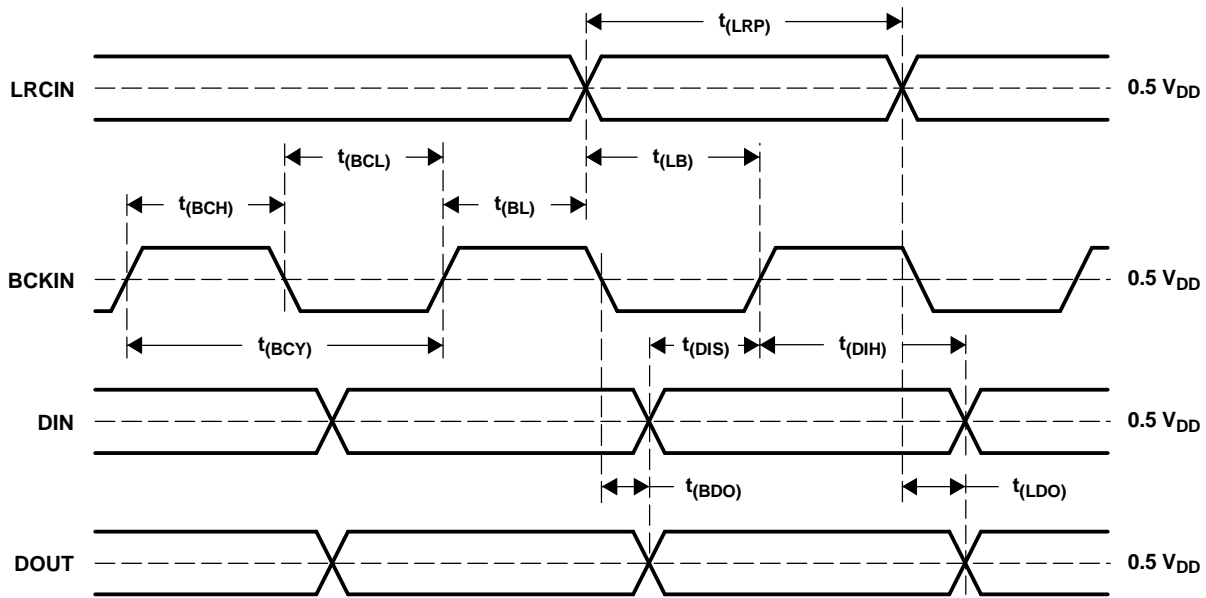 t(LRP)
LRCIN
0.5 VDD
t(BCL)
t(LB)
t(BCH)
t(BL)
BCKIN
0.5 VDD
t(BCY)
t(DIS)
t(DIH)
DIN
0.5 VDD
t(BDO)
t(LDO)
DOUT
0.5 VDD